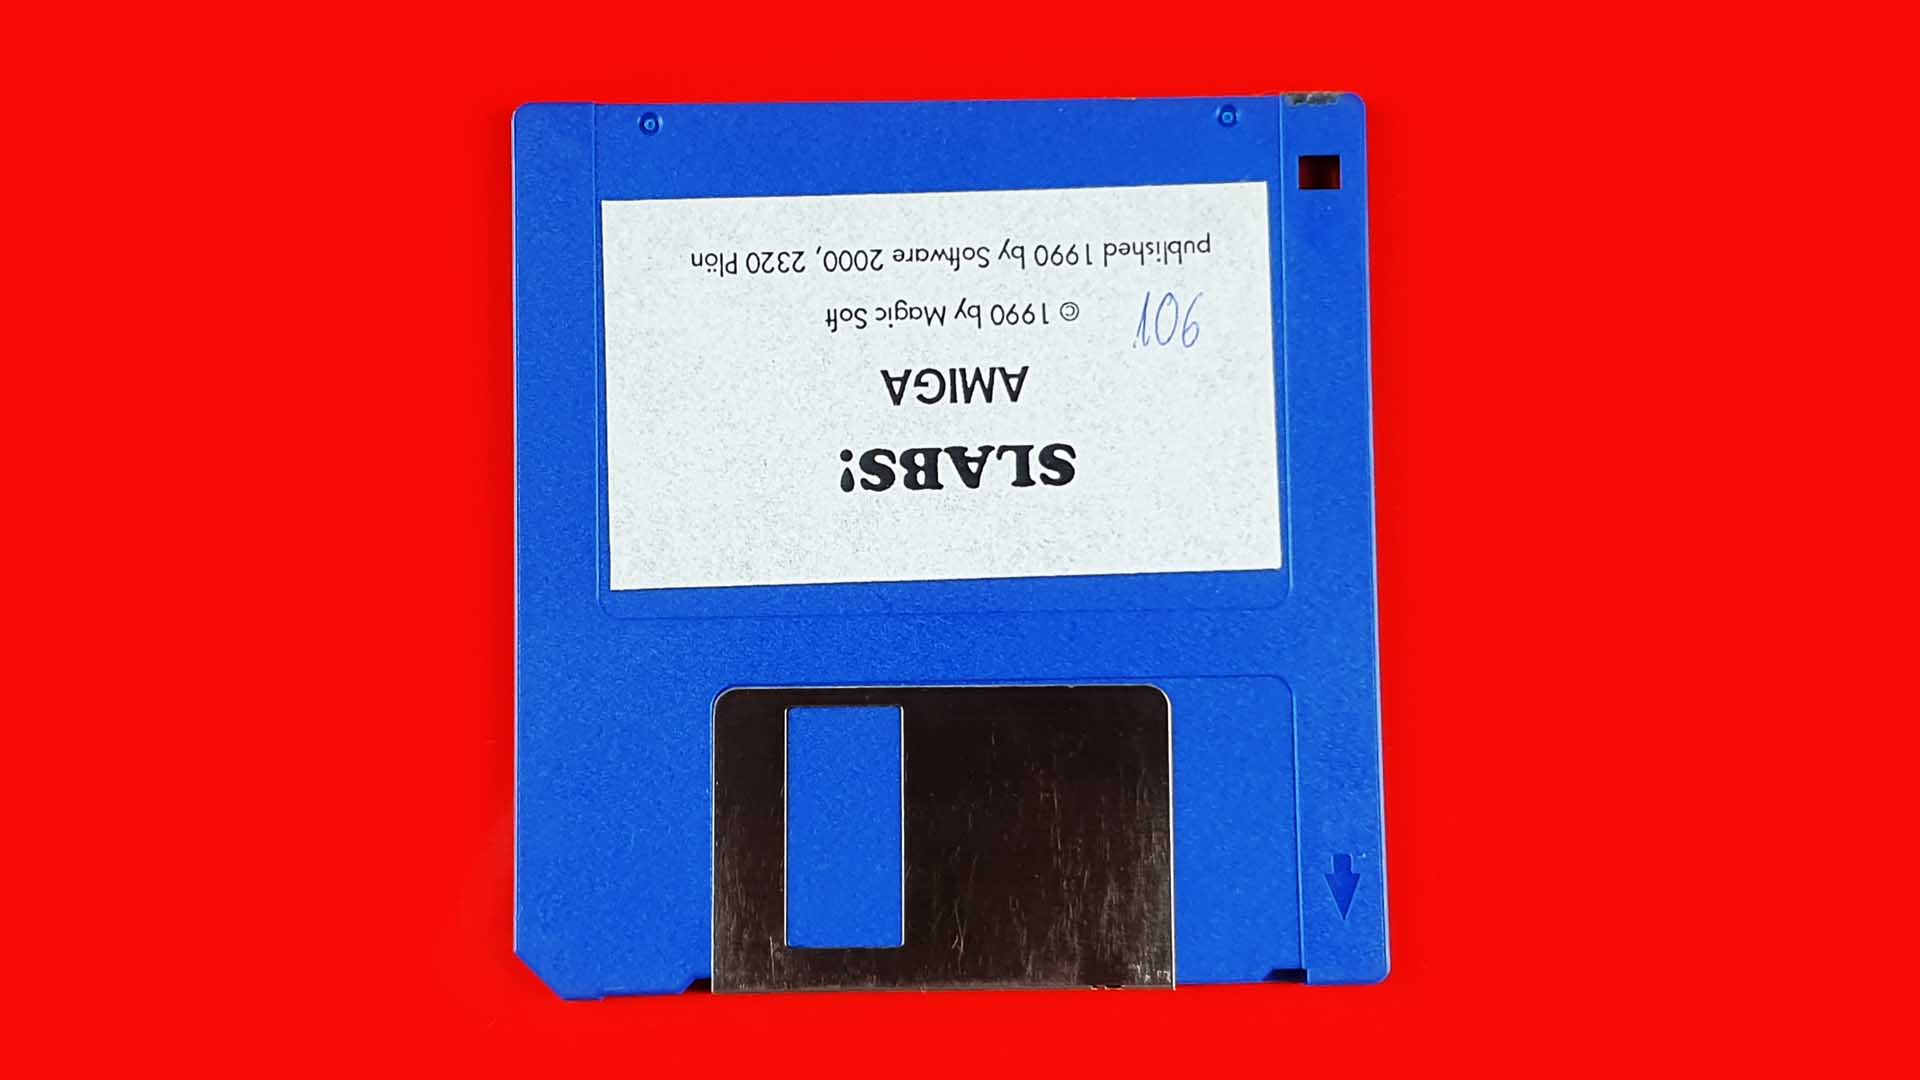 SLABS!
AMIGA
© 1990 by Magic Soft
106
published 1990 by Software 2000, 2320 Plön